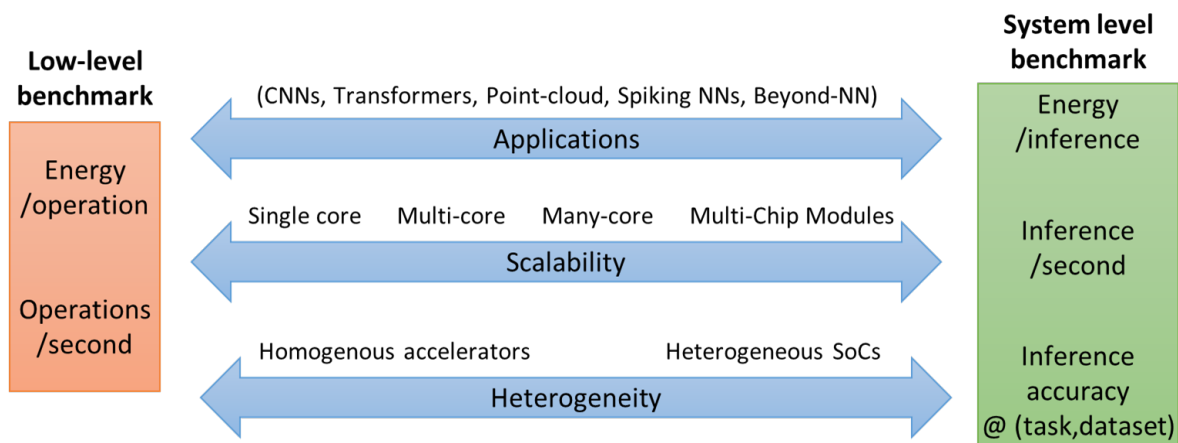 Low-level
benchmark
Energy
/operation
Operations
/second
(CNNs, Transformers, Point-cloud, Spiking NNs, Beyond-NN)
Applications
Single core Multi-core Many-core Multi-Chip Modules
Scalability
Homogenous accelerators Heterogeneous SoCs
Heterogeneity
System level
benchmark
Energy
/inference
Inference
/second
Inference
accuracy
@ (task,dataset)